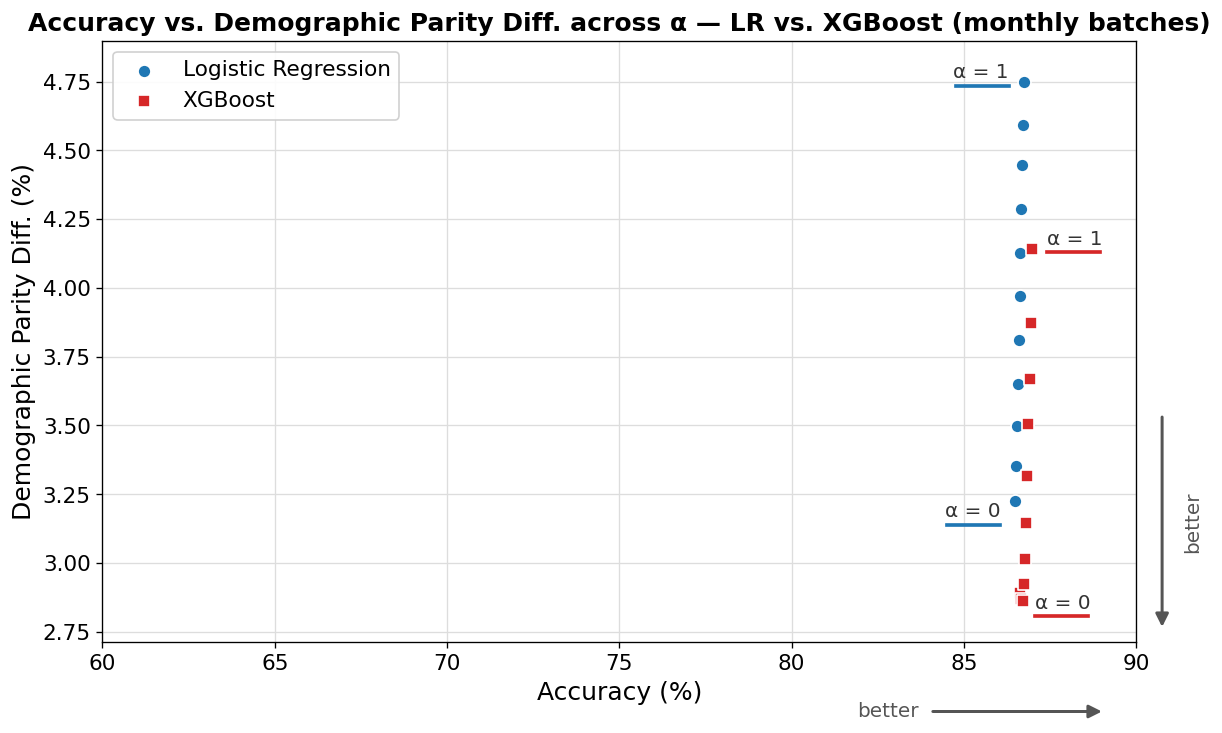 Accuracy vs. Demographic Parity Diff. across α — LR vs. XGBoost (monthly batches)
Logistic Regression
XGBoost
Demographic Parity Diff. (%)
4.75
4.50
4.25
4.00
3.75
3.50
3.25
3.00
2.75
α = 1
α = 1
α = 0
α = 0
better
60
65
70
75
80
85
90
Accuracy (%)
better